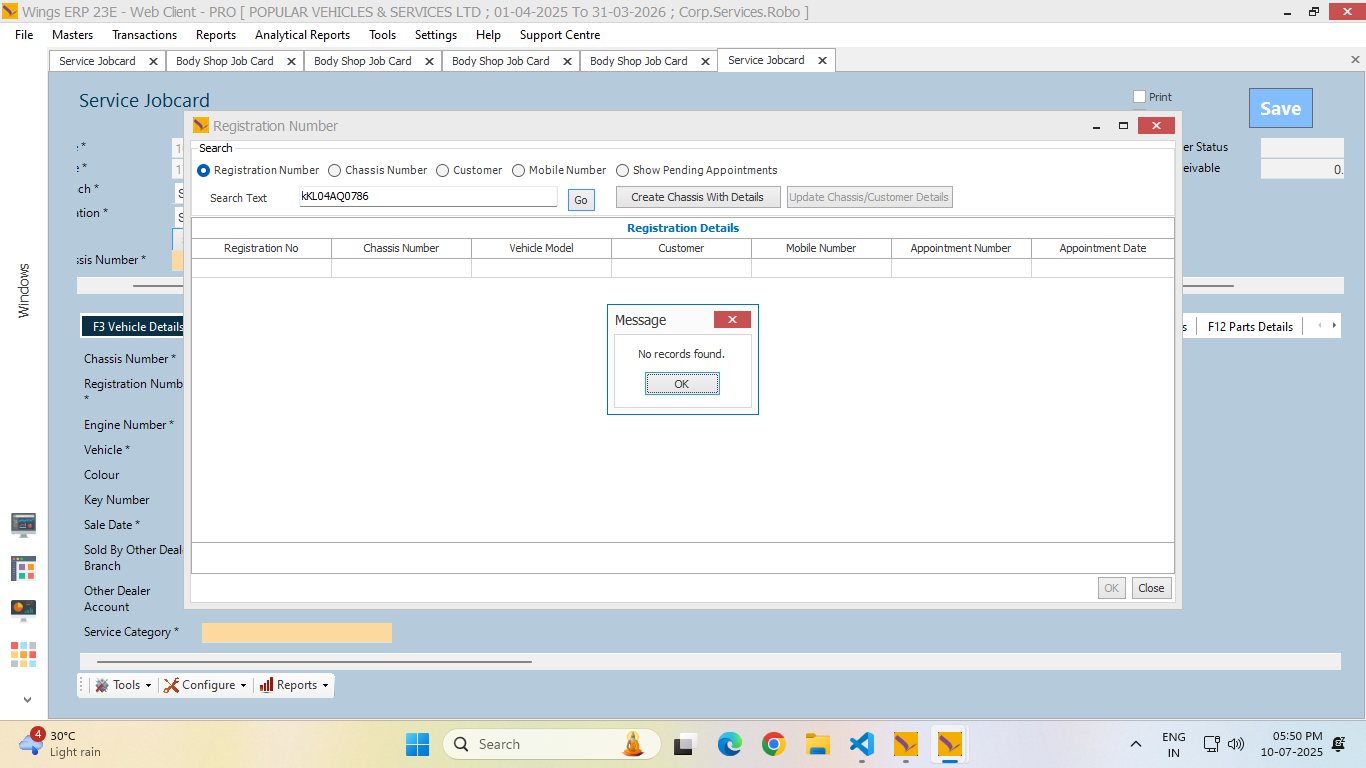 Wings ERP 23E - Web Client - PRO [ POPULAR VEHICLES & SERVICES LTD ; 01-04-2025 To 31-03-2026 ; Corp.Services.Robo ]
File Masters Transactions Reports Analytical Reports Tools Settings Help Support Centre
Service Jobcard Body Shop Job Card Body Shop Job Card Body Shop Job Card Body Shop Job Card Service Jobcard
Service Jobcard
Print
Save
Registration Number
Search
er Status
Registration Number Chassis Number Customer Mobile Number Show Pending Appointments
eivable 0.
ch *
Search Text kKL04AQ0786 Go Create Chassis With Details Update Chassis/Customer Details
ation *
Registration Details
Registration No Chassis Number Vehicle Model Customer Mobile Number Appointment Number Appointment Date
ssis Number *
Windows
Message
No records found.
OK
F3 Vehicle Details
s F12 Parts Details
Chassis Number *
Registration Numb
*
Engine Number *
Vehicle *
Colour
Key Number
Sale Date *
Sold By Other Deal
Branch
Other Dealer
Account
OK Close
Service Category *
Tools Configure Reports
4
30°C
Light rain
Search
ENG
IN
05:50 PM
10-07-2025